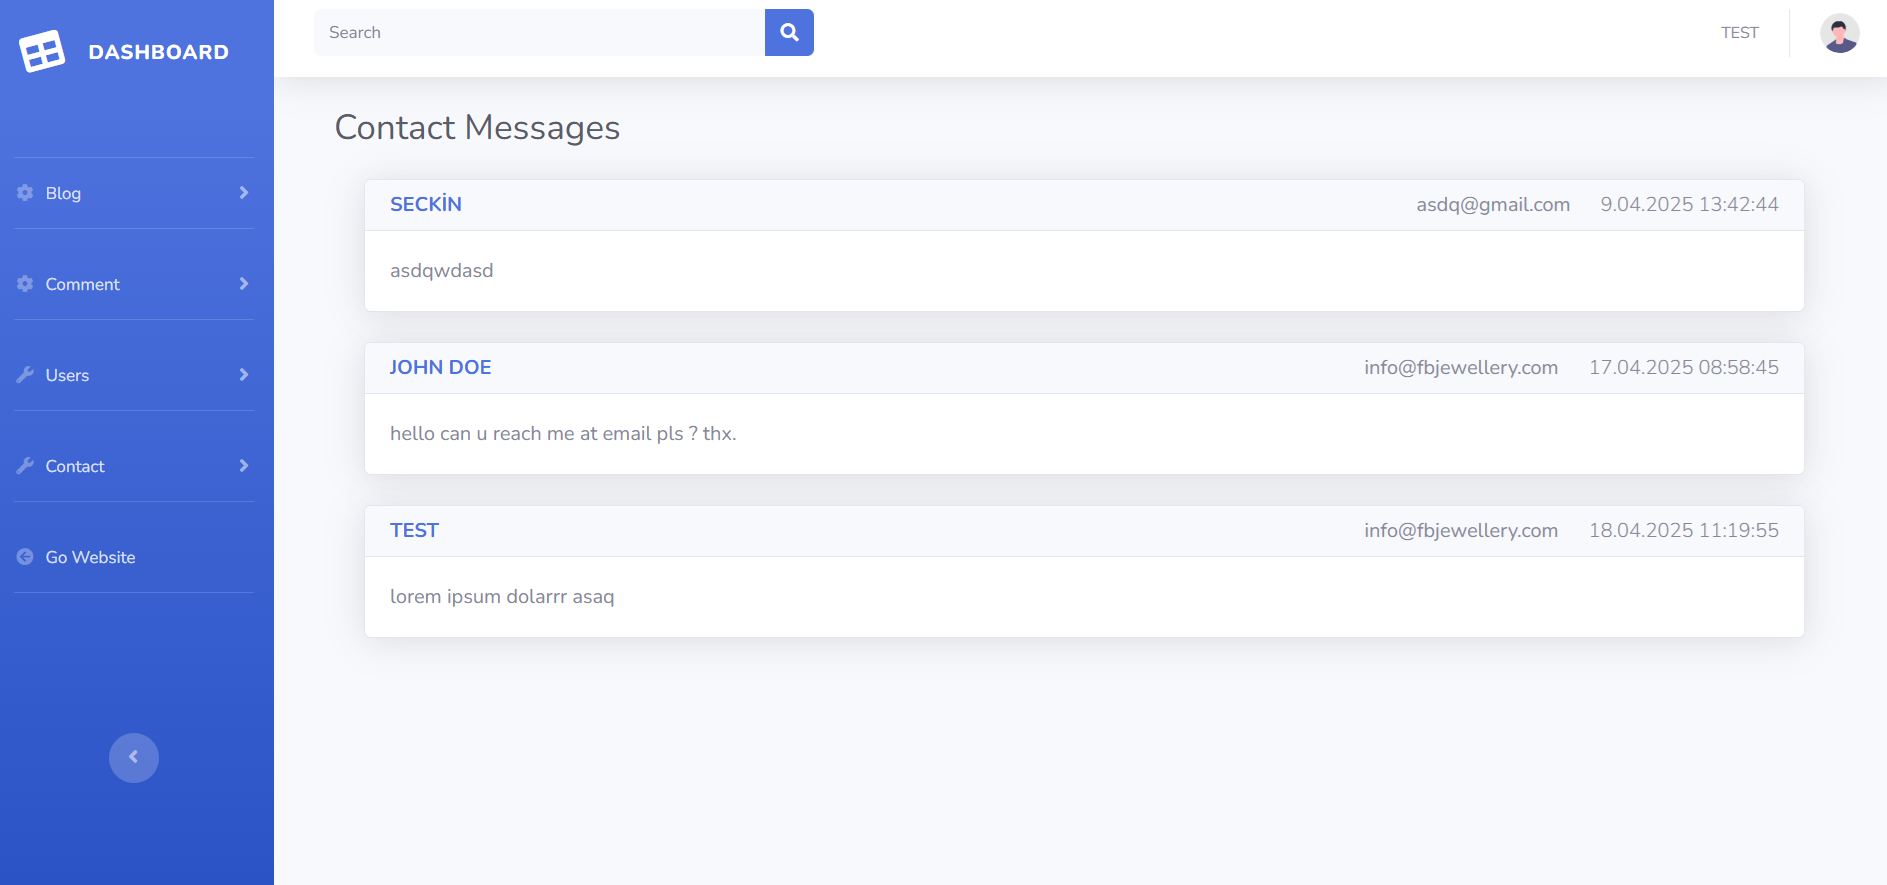 DASHBOARD
Search
TEST
Blog
Comment
Users
Contact
Go Website
Contact Messages
SECKİN asdq@gmail.com 9.04.2025 13:42:44
asdqwdasd
JOHN DOE info@fbjewellery.com 17.04.2025 08:58:45
hello can u reach me at email pls ? thx.
TEST info@fbjewellery.com 18.04.2025 11:19:55
lorem ipsum dolarrr asaq